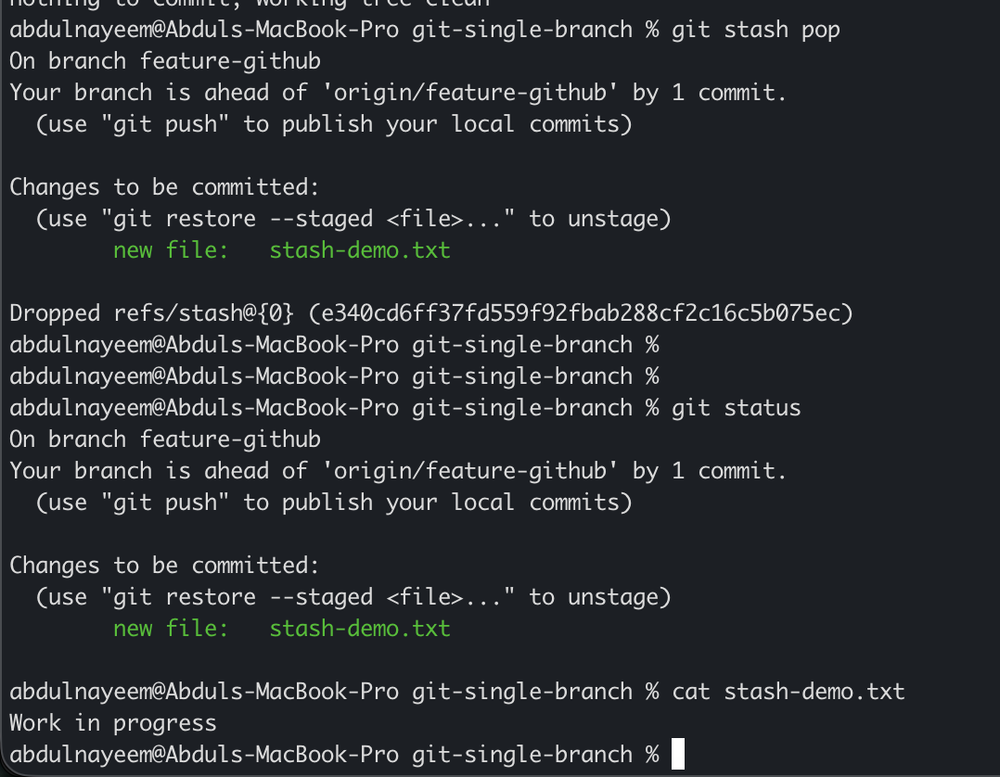 nothing to commit, working tree clean
abdulnayeem@Abduls-MacBook-Pro git-single-branch % git stash pop
On branch feature-github
Your branch is ahead of 'origin/feature-github' by 1 commit.
  (use "git push" to publish your local commits)

Changes to be committed:
  (use "git restore --staged <file>..." to unstage)
        new file:   stash-demo.txt

Dropped refs/stash@{0} (e340cd6ff37fd559f92fbab288cf2c16c5b075ec)
abdulnayeem@Abduls-MacBook-Pro git-single-branch %
abdulnayeem@Abduls-MacBook-Pro git-single-branch %
abdulnayeem@Abduls-MacBook-Pro git-single-branch % git status
On branch feature-github
Your branch is ahead of 'origin/feature-github' by 1 commit.
  (use "git push" to publish your local commits)

Changes to be committed:
  (use "git restore --staged <file>..." to unstage)
        new file:   stash-demo.txt

abdulnayeem@Abduls-MacBook-Pro git-single-branch % cat stash-demo.txt
Work in progress
abdulnayeem@Abduls-MacBook-Pro git-single-branch %